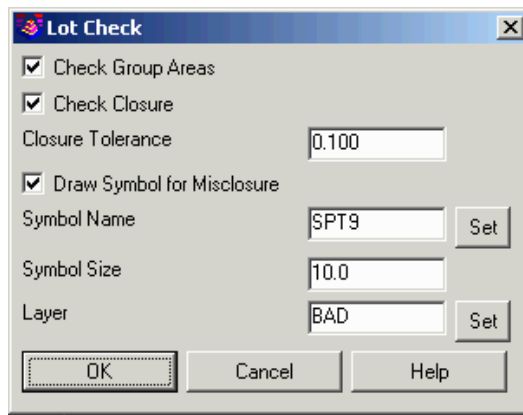 Lot Check
Check Group Areas
Check Closure
Closure Tolerance 0.100
Draw Symbol for Misclosure
Symbol Name SPT9 Set
Symbol Size 10.0
Layer BAD Set
OK Cancel Help